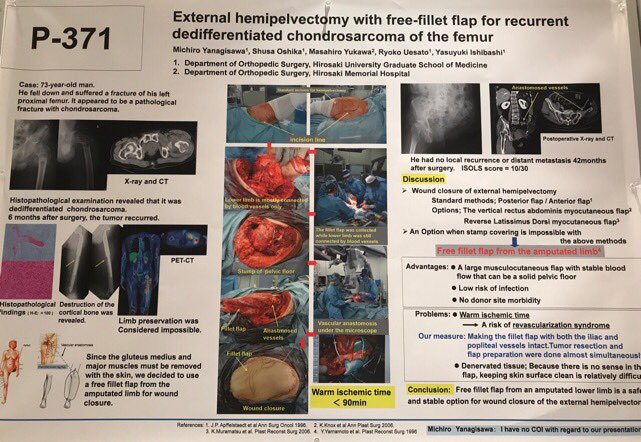 P-371
External hemipelvectomy with free-fillet flap for recurrent
dedifferentiated chondrosarcoma of the femur
Michiro Yanagisawa¹, Shusa Oshika¹, Masahiro Yukawa², Ryoko Uesato¹, Yasuyuki Ishibashi¹
1. Department of Orthopedic Surgery, Hirosaki University Graduate School of Medicine
2. Department of Orthopedic Surgery, Hirosaki Memorial Hospital
Case: 73-year-old man.
He fell down and suffered a fracture of his left
proximal femur. It appeared to be a pathological
fracture with chondrosarcoma.
X-ray and CT
Histopathological examination revealed that it was
dedifferentiated chondrosarcoma.
6 months after surgery, the tumor reccurred.
PET-CT
Histopathological
findings (H-E: ×100)
Destruction of the
cortical bone was
revealed.
Limb preservation was
Considered impossible.
Since the gluteus medius and
major muscles must be removed
with the skin, we decided to use
a free fillet flap from the
amputated limb for wound
closure.
Standard incision for hemipelvectomy
incision line
Lower limb is mostly connected
by blood vessels only
Stump of pelvic floor
Fillet flap
Anastmosed
vessels
Fillet flap
Wound closure
The fillet flap was collected
while lower limb was still
connected by blood vessels
Vascular anastomosis
under the microscope
Warm ischemic time
< 90min
Anastomosed vessels
Postoperative X-ray and CT
He had no local recurrence or distant metastasis 42months
after surgery. ISOLS score = 10/30
Discussion
➢ Wound closure of external hemipelvectomy
Standard methods; Posterior flap / Anterior flap¹
Options; The vertical rectus abdominis myocutaneous flap²
Reverse Latissimus Dorsi myocutaneous flap³
➢ An Option when stamp covering is impossible with
the above methods
Free fillet flap from the amputated limb⁴
Advantages: ● A large musculocutaneous flap with stable blood
flow that can be a solid pelvic floor
● Low risk of infection
● No donor site morbidity
Problems: ● Warm ischemic time
→ A risk of revascularization syndrome
Our measure: Making the fillet flap with both the iliac and
popliteal vessels intact.Tumor resection and
flap preparation were done almost simultaneous
● Denervated tissue; Because there is no sense in the
flap, keeping skin surface clean is relatively difficu
Conclusion: Free fillet flap from an amputated lower limb is a safe
and stable option for wound closure of the external hemipelvectomy
References: 1. J.P. Apffelstaedt et al Ann Surg Oncol 1996. 2. K.Knox et al Ann Plast Surg 2006.
3. K.Muramatsu et al. Plast Reconst Surg 2006. 4. Y.Yamamoto et al. Plast Reconst Surg 1996
Michiro Yanagisawa: I have no COI with regard to our presentatio